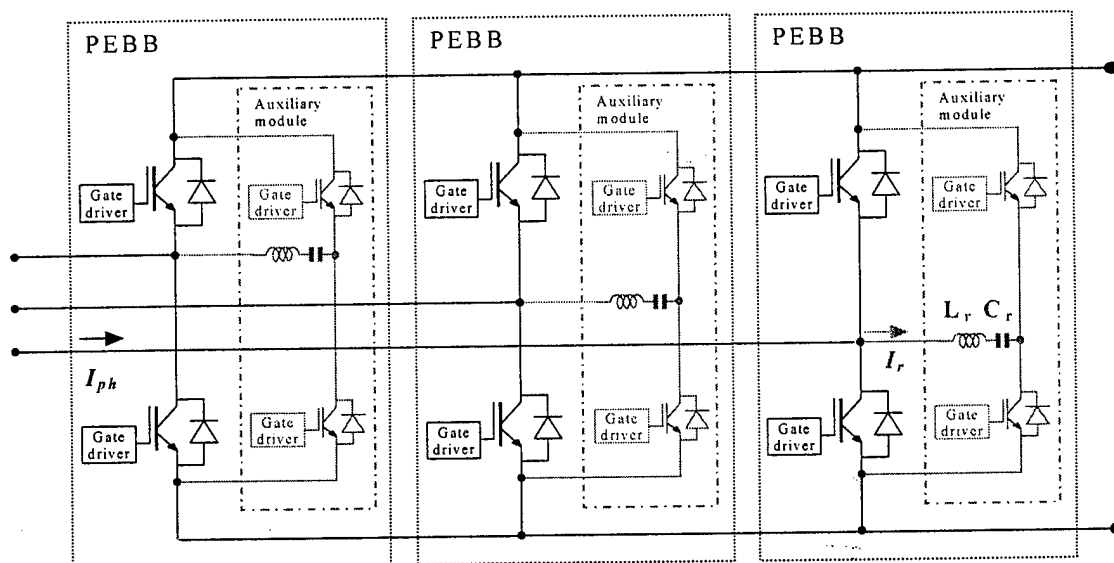 PEBB
PEBB
PEBB
Auxiliary
module
Auxiliary
module
Auxiliary
module
Gate
driver
Gate
driver
Gate
driver
Gate
driver
Gate
driver
Gate
driver
L r C r
I ph
I r
Gate
driver
Gate
driver
Gate
driver
Gate
driver
Gate
driver
Gate
driver